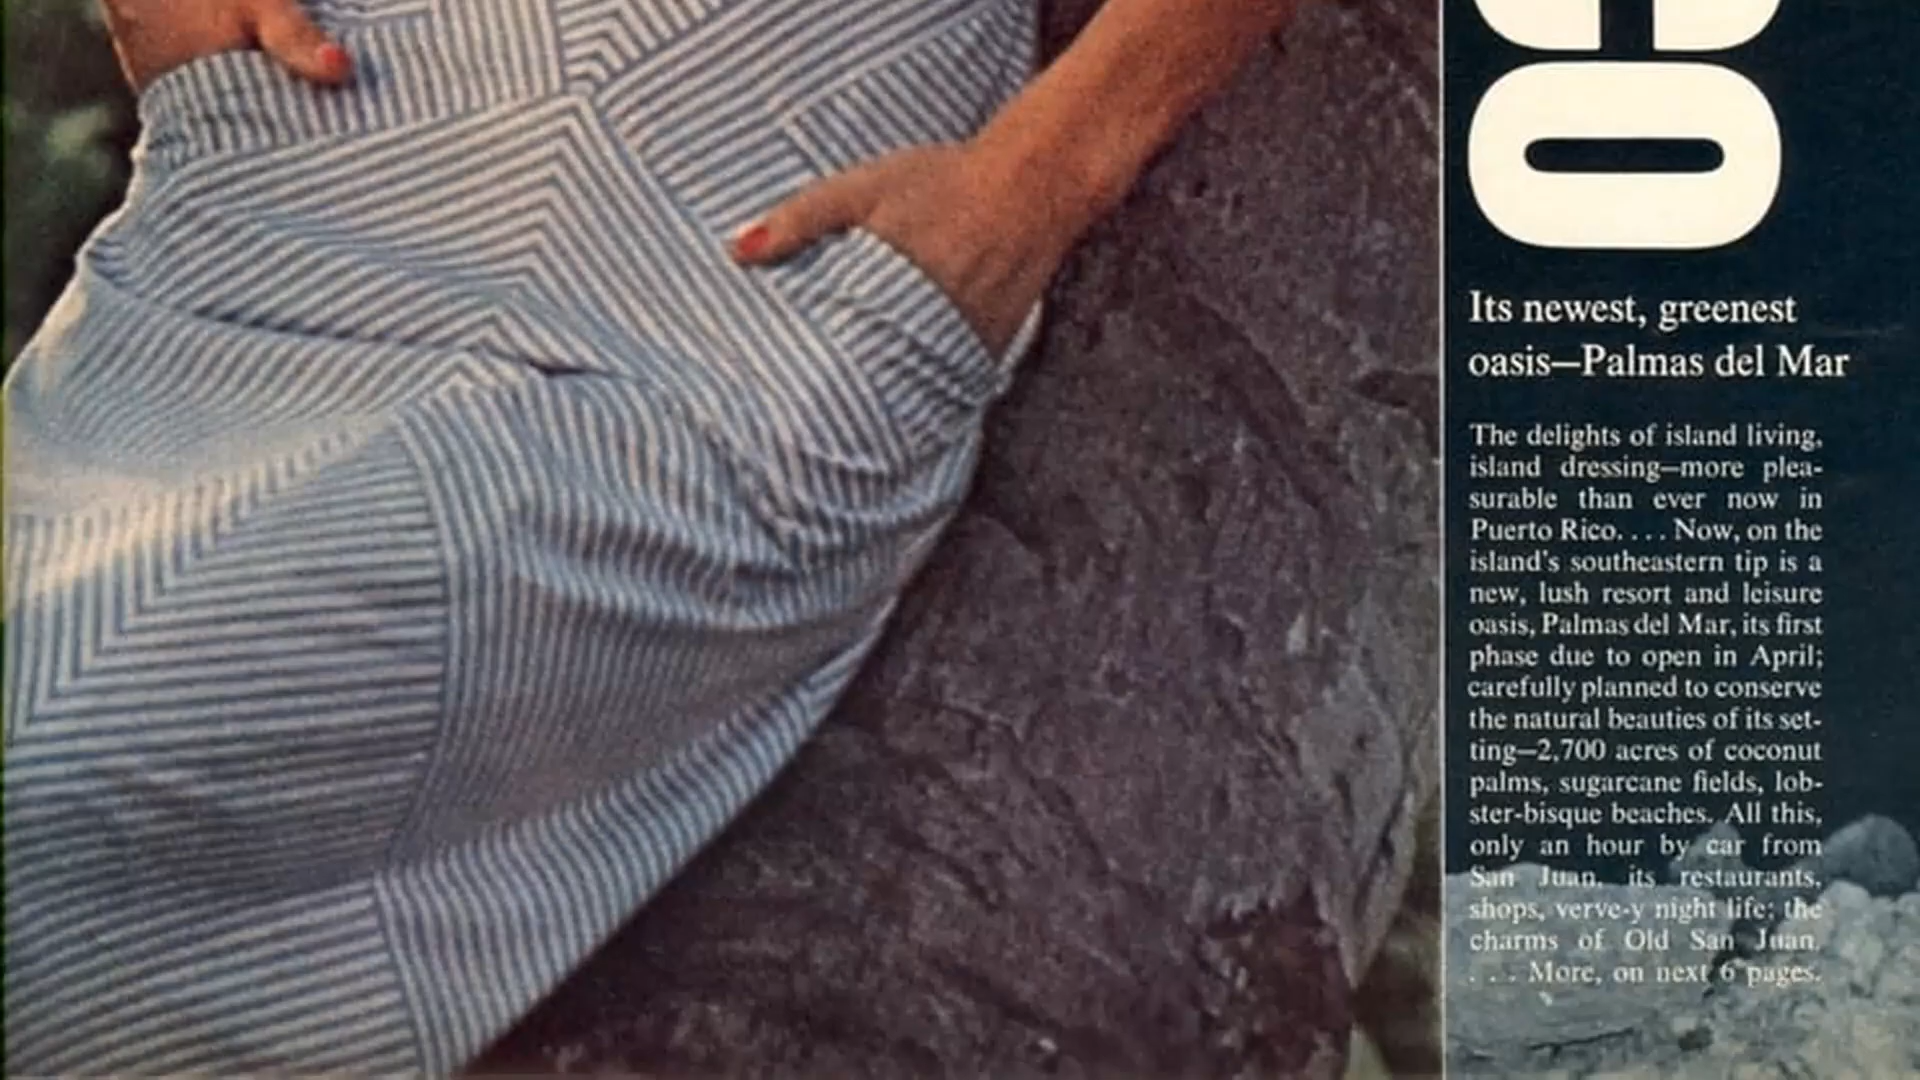 O
Its newest, greenest
oasis—Palmas del Mar
The delights of island living,
island dressing—more plea-
surable than ever now in
Puerto Rico. . . . Now, on the
island's southeastern tip is a
new, lush resort and leisure
oasis, Palmas del Mar, its first
phase due to open in April;
carefully planned to conserve
the natural beauties of its set-
ting—2,700 acres of coconut
palms, sugarcane fields, lob-
ster-bisque beaches. All this,
only an hour by car from
San Juan, its restaurants,
shops, verve-y night life; the
charms of Old San Juan.
. . . More, on next 6 pages.